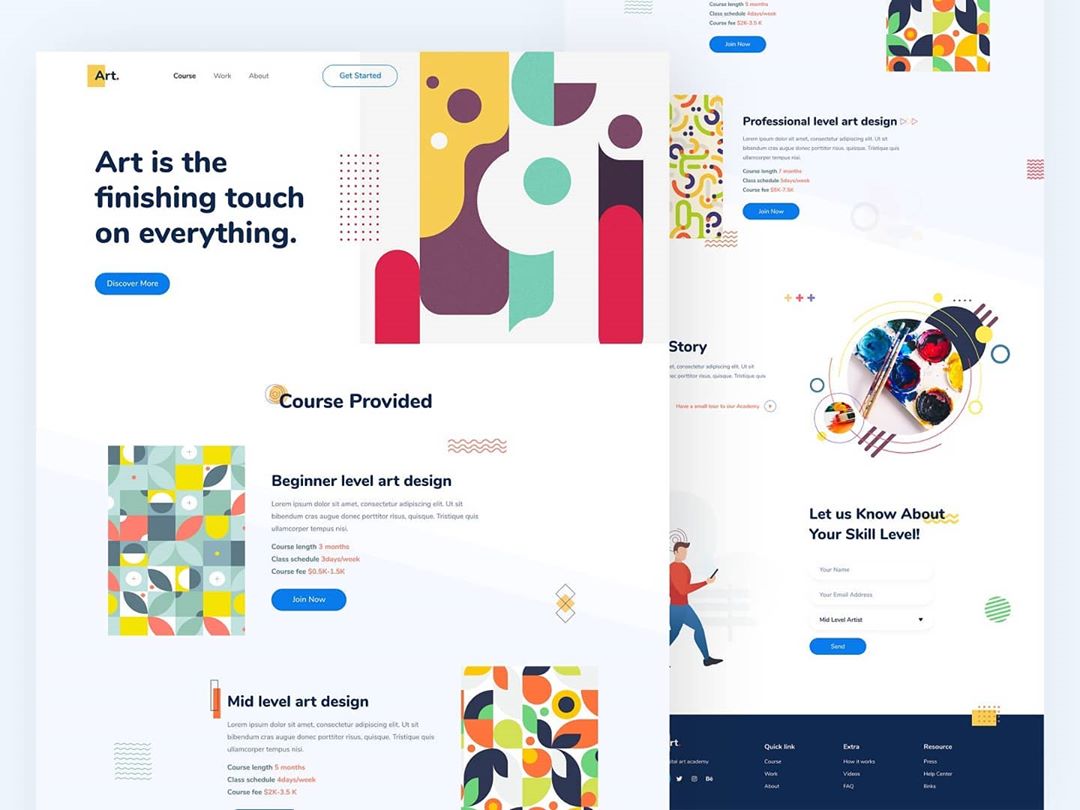 Art.
Course
Work
About
Get Started
Art is the
finishing touch
on everything.
Discover More
Course Provided
Beginner level art design
Lorem ipsum dolor sit amet, consectetur adipiscing elit. Ut sit
bibendum cras augue donec porttitor risus, quisque. Tristique quis
ullamcorper tempus nisi.
Course length 3 months
Class schedule 3days/week
Course fee $0.5K-1.5K
Join Now
Mid level art design
Lorem ipsum dolor sit amet, consectetur adipiscing elit. Ut sit
bibendum cras augue donec porttitor risus, quisque. Tristique quis
ullamcorper tempus nisi.
Course length 5 months
Class schedule 4days/week
Course fee $2K-3.5 K
Course length 5 months
Class schedule 4days/week
Course fee $2K-3.5 K
Join Now
Professional level art design
Lorem ipsum dolor sit amet, consectetur adipiscing elit. Ut sit
bibendum cras augue donec porttitor risus, quisque. Tristique quis
ullamcorper tempus nisi.
Course length 7 months
Class schedule 5days/week
Course fee $5K-7.5K
Join Now
Story
consectetur adipiscing elit. Ut sit
porttitor risus, quisque. Tristique quis
Have a small tour to our Academy
Let us Know About
Your Skill Level!
Your Name
Your Email Address
Mid Level Artist
Send
rt.
ital art academy
Quick link
Course
Work
About
Extra
How it works
Videos
FAQ
Resource
Press
Help Center